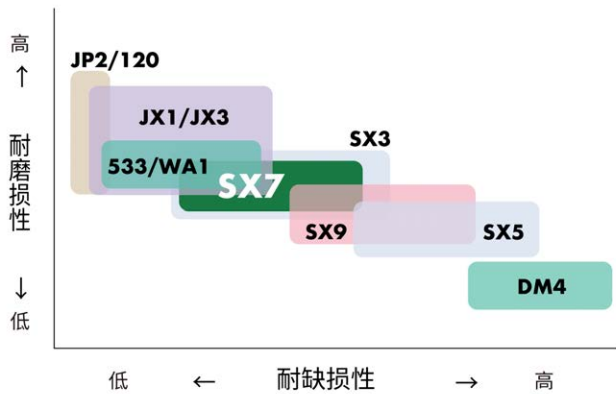 高
↑
耐磨损性
↓
低
JP2/120
JX1/JX3
SX3
533/WA1
SX7
SX9
SX5
DM4
低 ← 耐缺损性 → 高